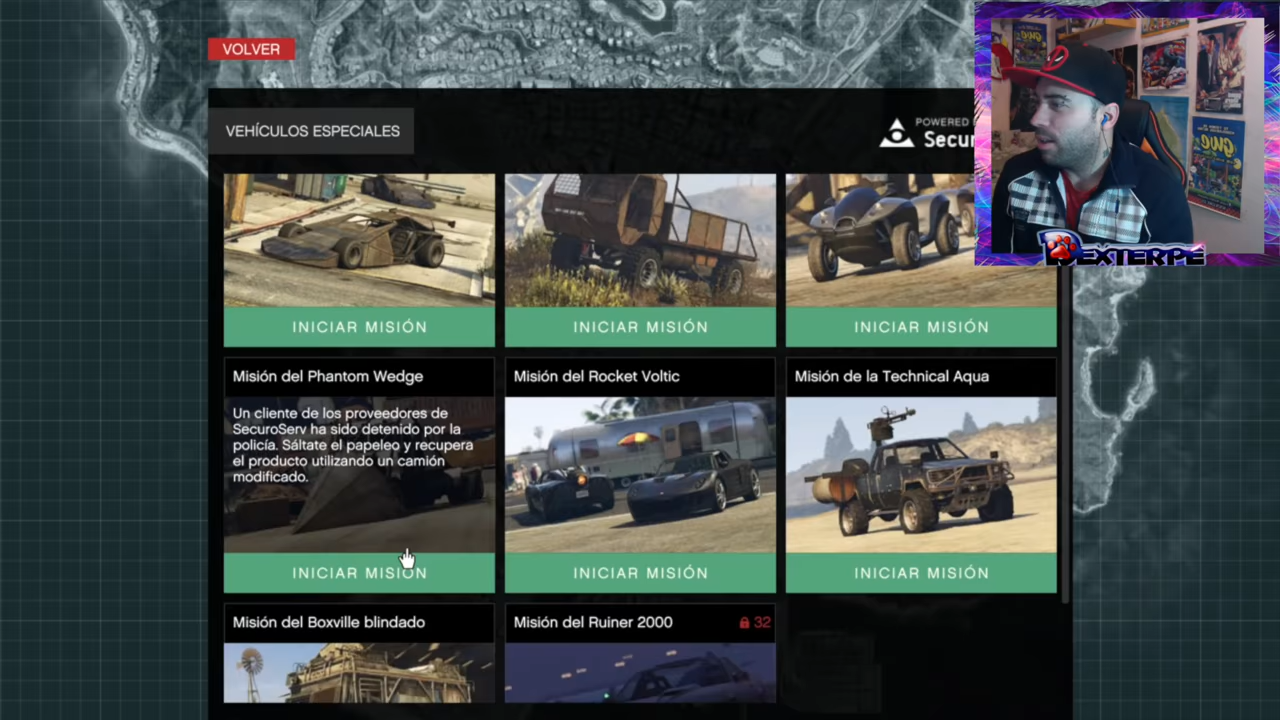 VOLVER
VEHÍCULOS ESPECIALES
POWERED
Secu
INICIAR MISIÓN
INICIAR MISIÓN
INICIAR MISIÓN
Misión del Phantom Wedge
Misión del Rocket Voltic
Misión de la Technical Aqua
Un cliente de los proveedores de
SecuroServ ha sido detenido por la
policía. Sáltate el papeleo y recupera
el producto utilizando un camión
modificado.
INICIAR MISIÓN
INICIAR MISIÓN
INICIAR MISIÓN
Misión del Boxville blindado
Misión del Ruiner 2000
32
DEXTERPE